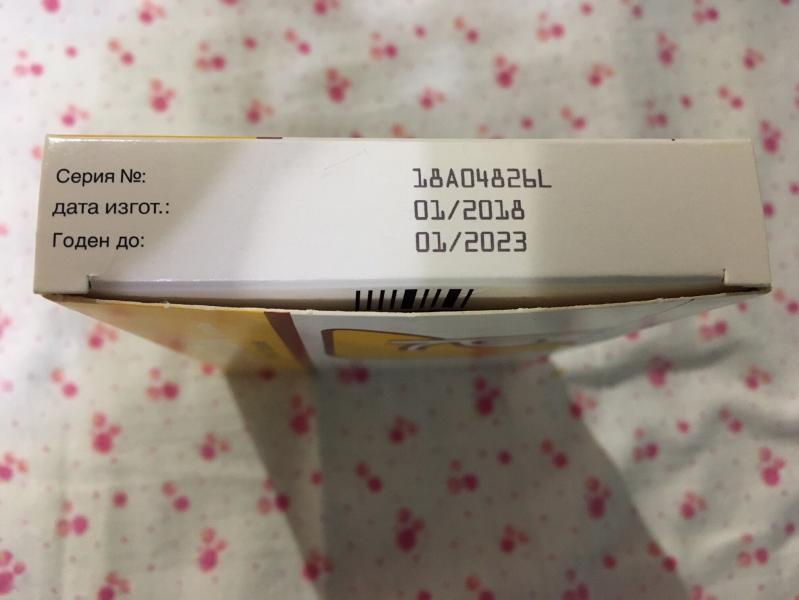 Серия №: 18A04826L
дата изгот.: 01/2018
Годен до: 01/2023